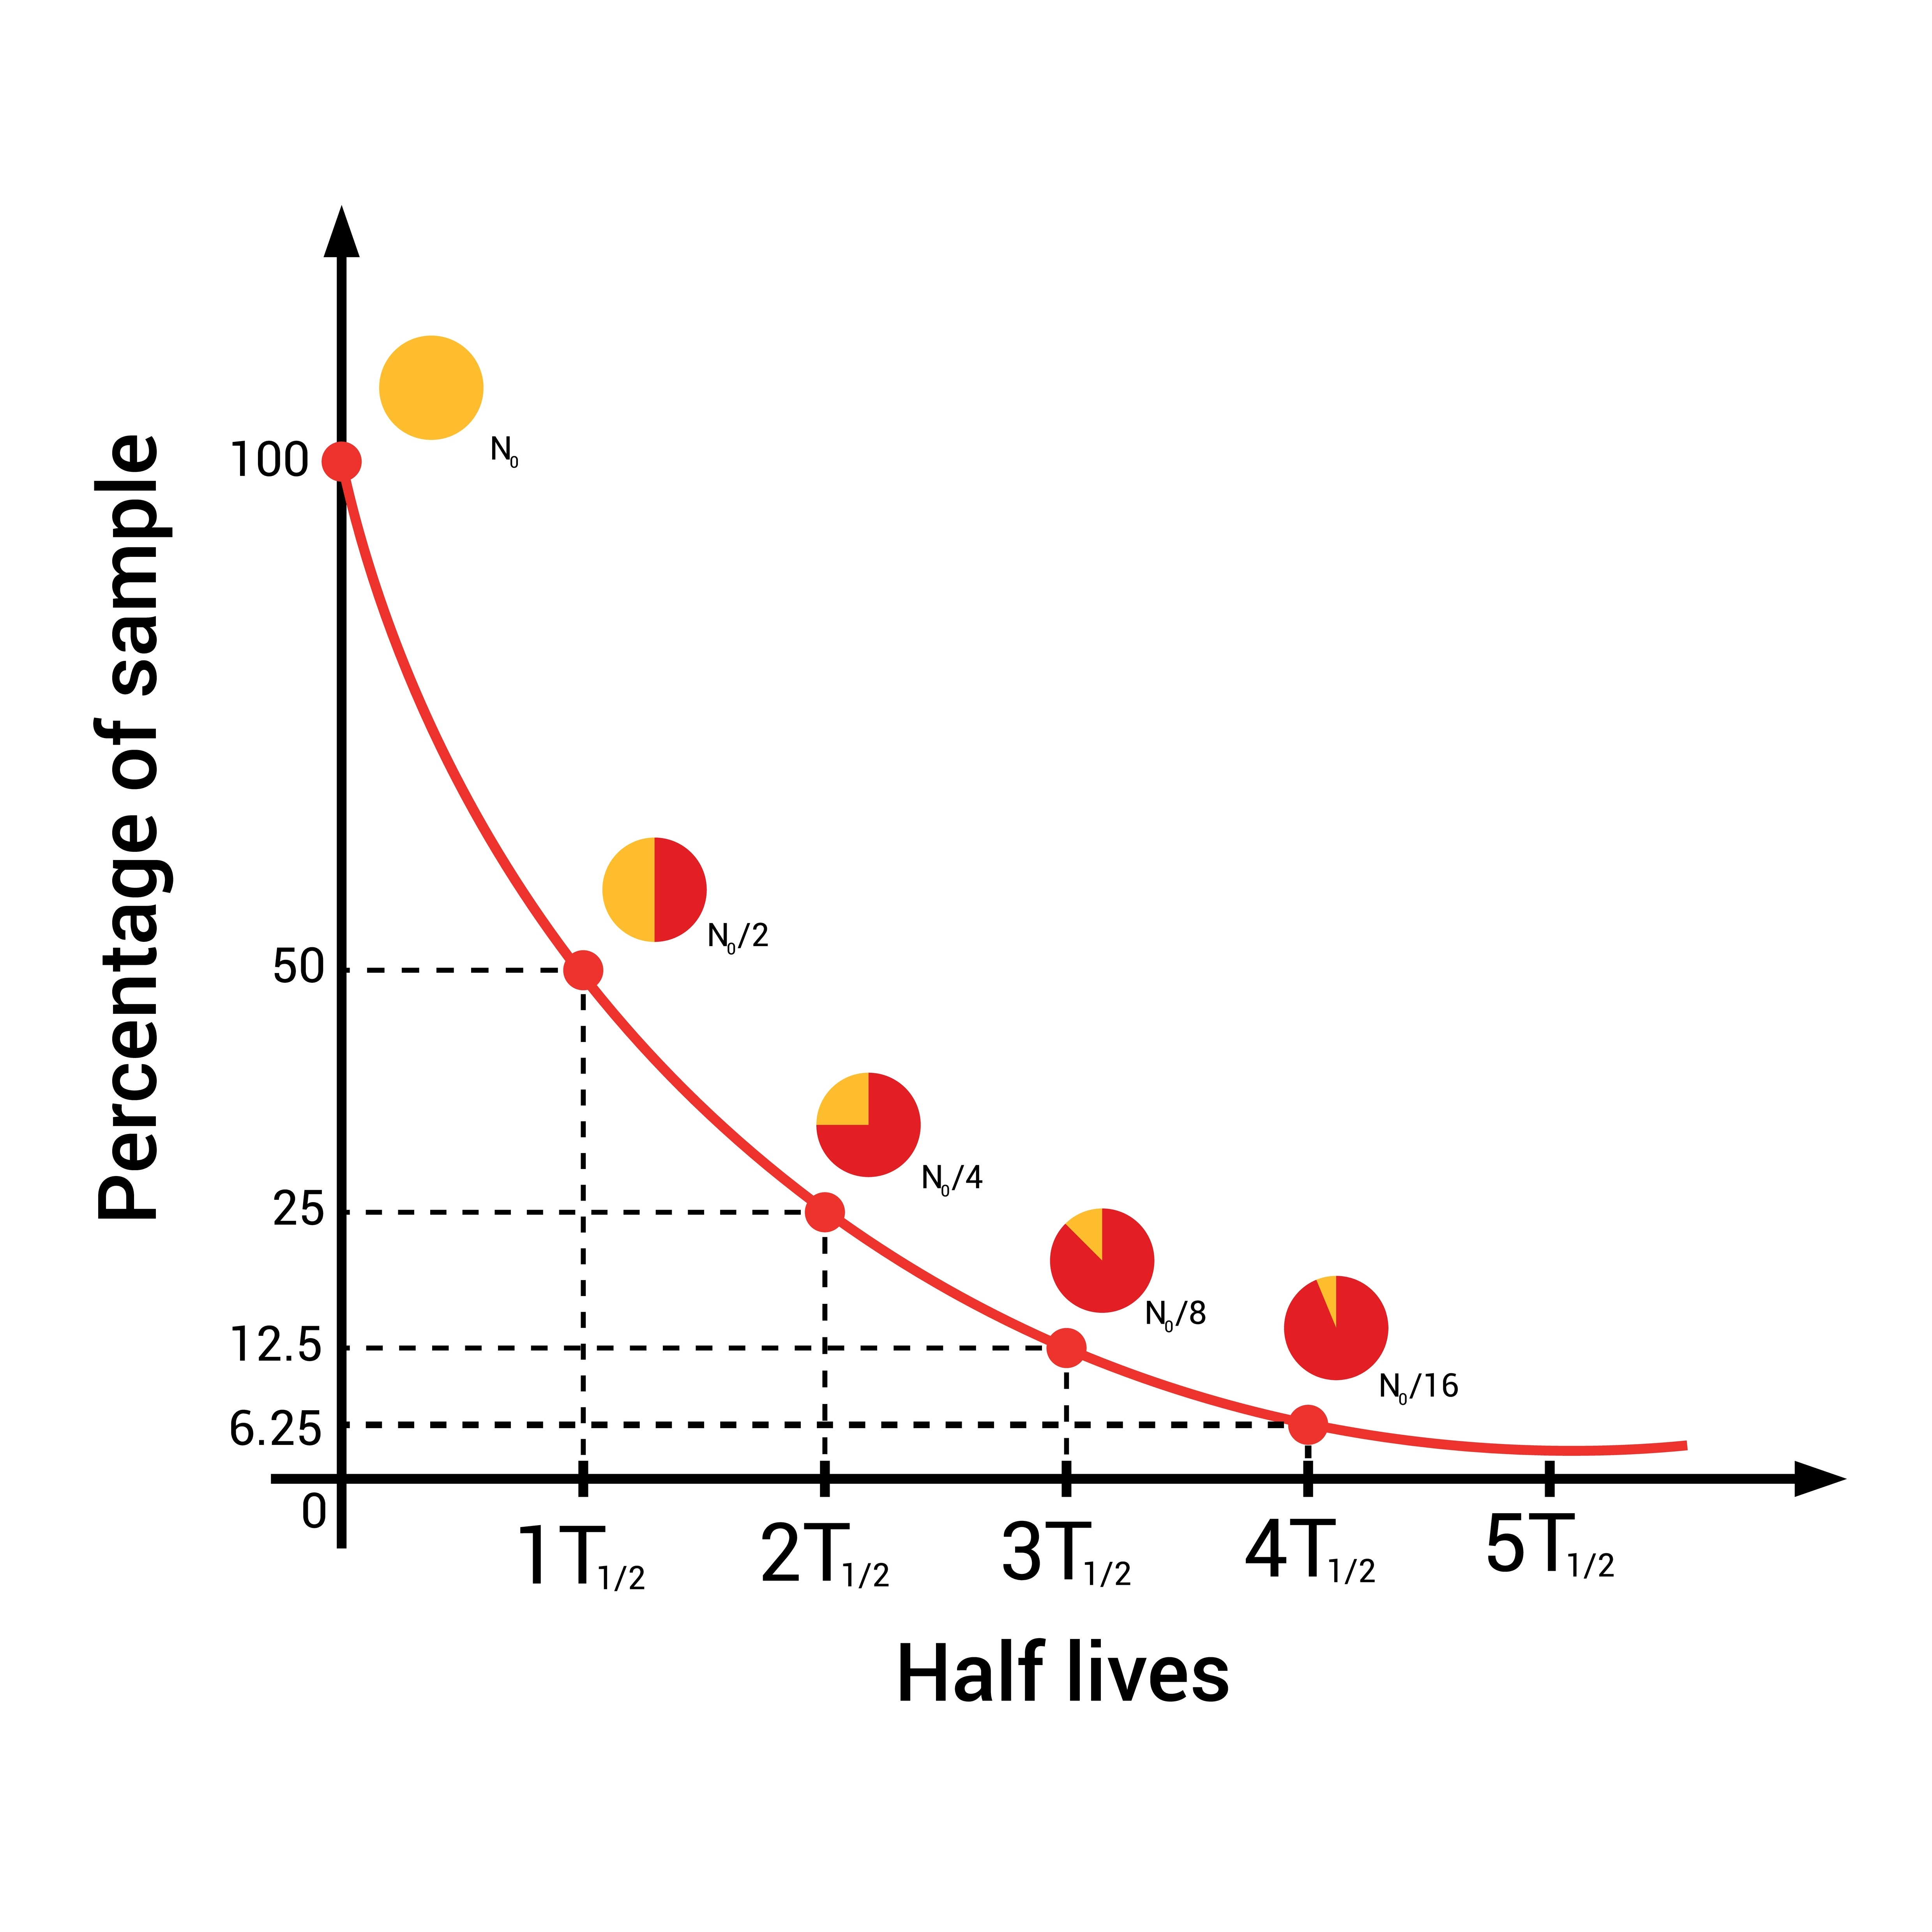 Percentage of sample
100
50
25
12.5
6.25
0
N₀
N₀/2
N₀/4
N₀/8
N₀/16
1T₁/₂
2T₁/₂
3T₁/₂
4T₁/₂
5T₁/₂
Half lives